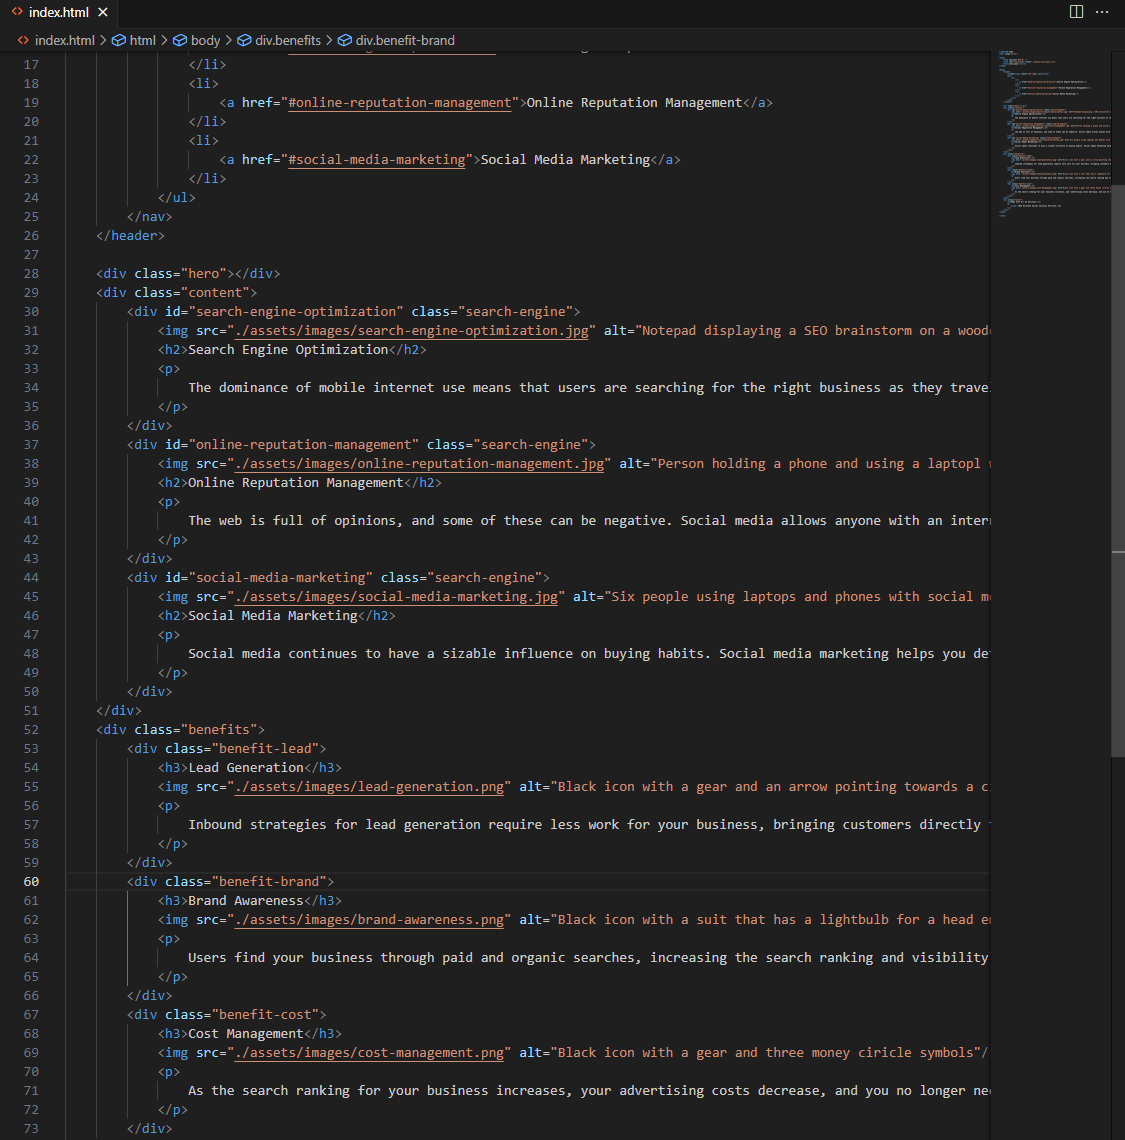 index.html
index.html > html > body > div.benefits > div.benefit-brand
17 </li>
18 <li>
19 <a href="#online-reputation-management">Online Reputation Management</a>
20 </li>
21 <li>
22 <a href="#social-media-marketing">Social Media Marketing</a>
23 </li>
24 </ul>
25 </nav>
26 </header>
27
28 <div class="hero"></div>
29 <div class="content">
30 <div id="search-engine-optimization" class="search-engine">
31 <img src="./assets/images/search-engine-optimization.jpg" alt="Notepad displaying a SEO brainstorm on a
32 <h2>Search Engine Optimization</h2>
33 <p>
34 The dominance of mobile internet use means that users are searching for the right business as they
35 </p>
36 </div>
37 <div id="online-reputation-management" class="search-engine">
38 <img src="./assets/images/online-reputation-management.jpg" alt="Person holding a phone and using a laptopl
39 <h2>Online Reputation Management</h2>
40 <p>
41 The web is full of opinions, and some of these can be negative. Social media allows anyone with an
42 </p>
43 </div>
44 <div id="social-media-marketing" class="search-engine">
45 <img src="./assets/images/social-media-marketing.jpg" alt="Six people using laptops and phones with social
46 <h2>Social Media Marketing</h2>
47 <p>
48 Social media continues to have a sizable influence on buying habits. Social media marketing helps you
49 </p>
50 </div>
51 </div>
52 <div class="benefits">
53 <div class="benefit-lead">
54 <h3>Lead Generation</h3>
55 <img src="./assets/images/lead-generation.png" alt="Black icon with a gear and an arrow pointing towards a
56 <p>
57 Inbound strategies for lead generation require less work for your business, bringing customers directly
58 </p>
59 </div>
60 <div class="benefit-brand">
61 <h3>Brand Awareness</h3>
62 <img src="./assets/images/brand-awareness.png" alt="Black icon with a suit that has a lightbulb for a head
63 <p>
64 Users find your business through paid and organic searches, increasing the search ranking and visibility
65 </p>
66 </div>
67 <div class="benefit-cost">
68 <h3>Cost Management</h3>
69 <img src="./assets/images/cost-management.png" alt="Black icon with a gear and three money ciricle symbols"/
70 <p>
71 As the search ranking for your business increases, your advertising costs decrease, and you no longer
72 </p>
73 </div>